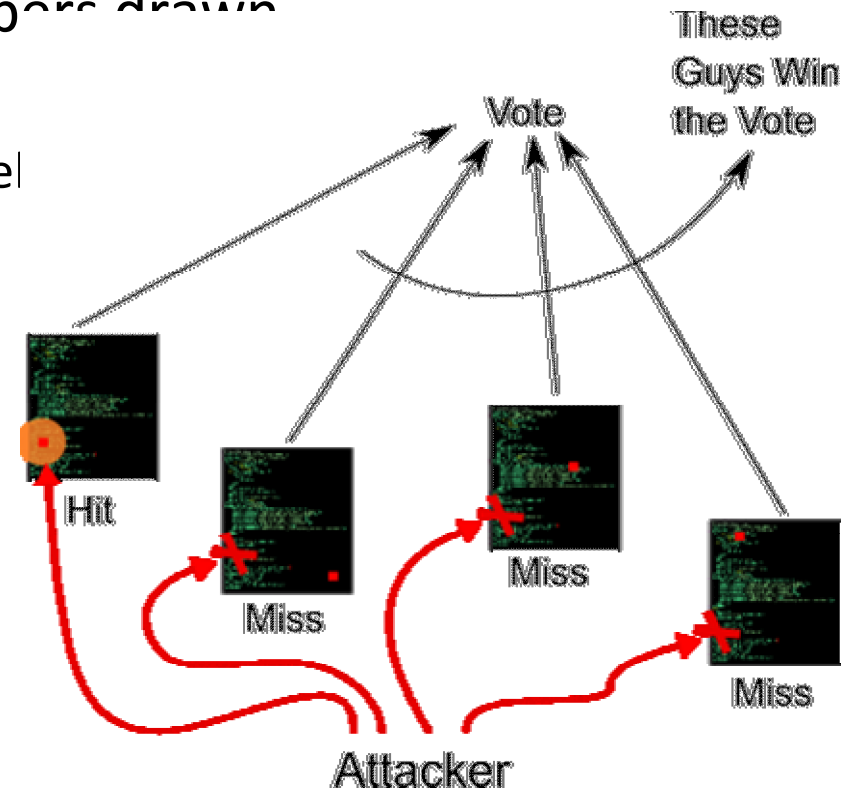 These
Guys Win
the Vote
Vote
Hit
Miss
Miss
Miss
Attacker